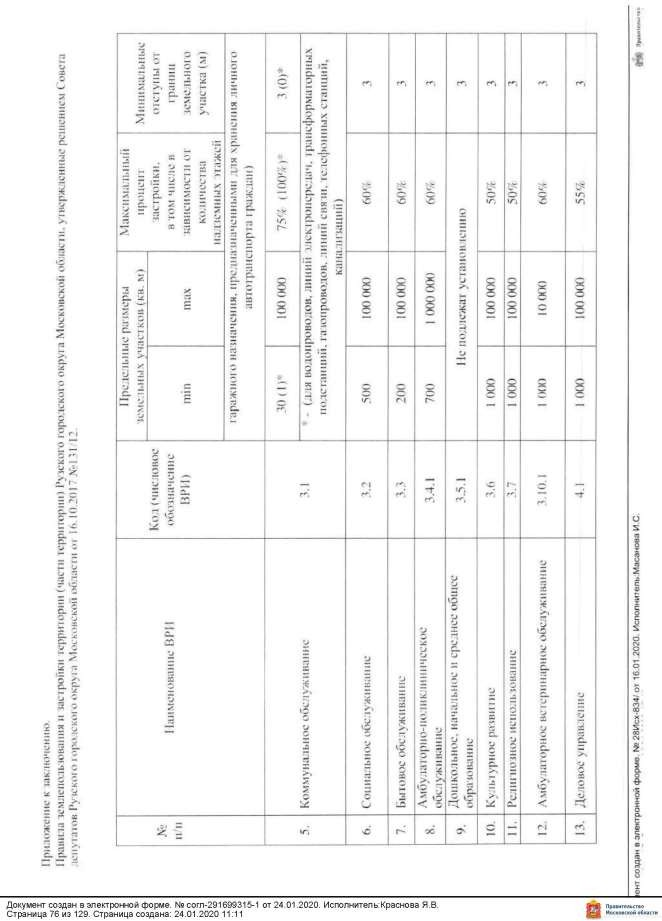 Приложение к заключению.
Правила землепользования и застройки территории (части территории) Рузского городского округа Московской области, утвержденные решением Совета
депутатов Рузского городского округа Московской области от 16.10.2017 №131/12.
№ п/п
Наименование ВРИ
Код (числовое обозначение ВРИ)
Предельные размеры земельных участков (кв. м)
min
max
Максимальный процент застройки, в том числе в зависимости от количества надземных этажей
Минимальные отступы от границ земельного участка (м)
гаражного назначения, предназначенными для хранения личного
автотранспорта граждан)
5. Коммунальное обслуживание 3.1 30 (1)* 100 000 75% (100%)* 3 (0)*
* - (для водопроводов, линий электропередач, трансформаторных
подстанций, газопроводов, линий связи, телефонных станций,
канализаций)
6. Социальное обслуживание 3.2 500 100 000 60% 3
7. Бытовое обслуживание 3.3 200 100 000 60% 3
8. Амбулаторно-поликлиническое обслуживание 3.4.1 700 1 000 000 60% 3
9. Дошкольное, начальное и среднее общее образование 3.5.1 Не подлежат установлению 3
10. Культурное развитие 3.6 1 000 100 000 50% 3
11. Религиозное использование 3.7 1 000 100 000 50% 3
12. Амбулаторное ветеринарное обслуживание 3.10.1 1 000 10 000 60% 3
13. Деловое управление 4.1 1 000 100 000 55% 3
ент создан в электронной форме. № 28Исх-834/ от 16.01.2020. Исполнитель:Масанова И.С.
Правительство
Документ создан в электронной форме. № согл-291699315-1 от 24.01.2020. Исполнитель:Краснова Я.В.
Страница 76 из 129. Страница создана: 24.01.2020 11:11
Правительство
Московской области